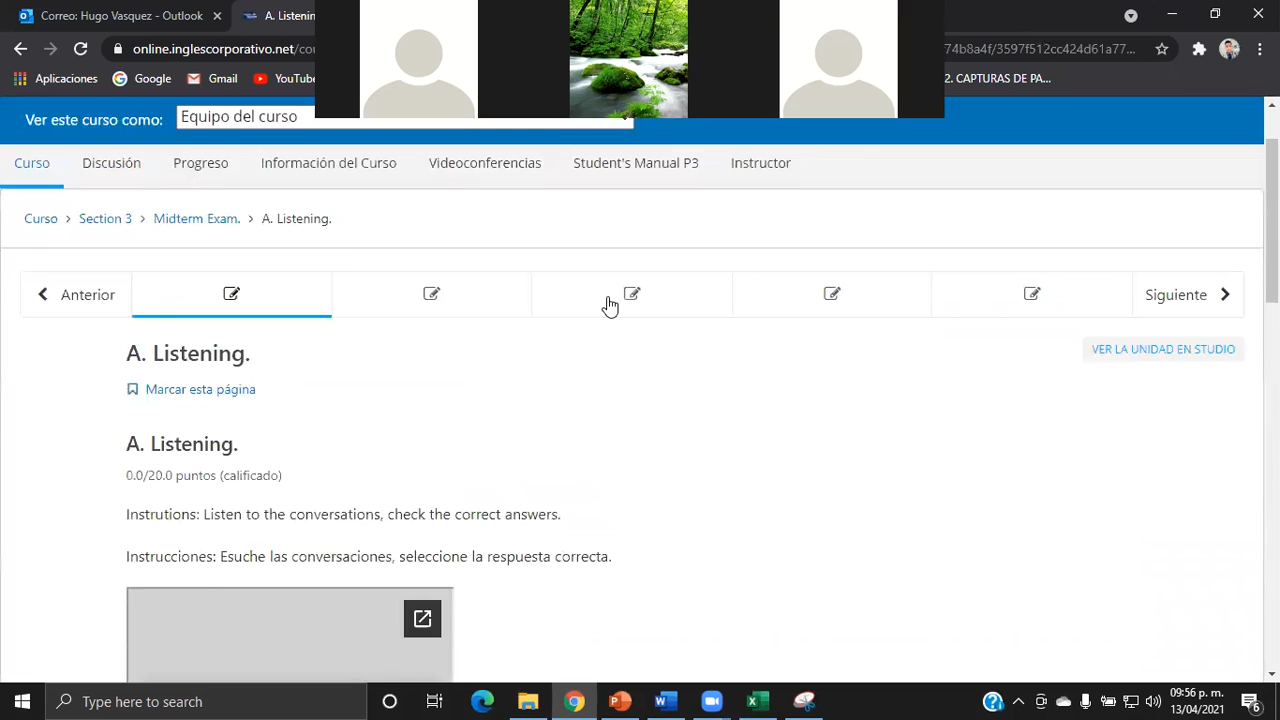 Correo: Hugo Vasquez - Outlook
A. Listening
online.inglescorporativo.net/co
74b8a4f/3597f512cc424d61a77...
Aplicaciones
Google
Gmail
YouTub
2. CAPTURAS DE PA...
Ver este curso como:
Equipo del curso
Curso
Discusión
Progreso
Información del Curso
Videoconferencias
Student's Manual P3
Instructor
Curso > Section 3 > Midterm Exam. > A. Listening.
Anterior
Siguiente
A. Listening.
VER LA UNIDAD EN STUDIO
Marcar esta página
A. Listening.
0.0/20.0 puntos (calificado)
Instrutions: Listen to the conversations, check the correct answers.
Instrucciones: Esuche las conversaciones, seleccione la respuesta correcta.
Type here to search
09:56 p. m.
13/04/2021
6